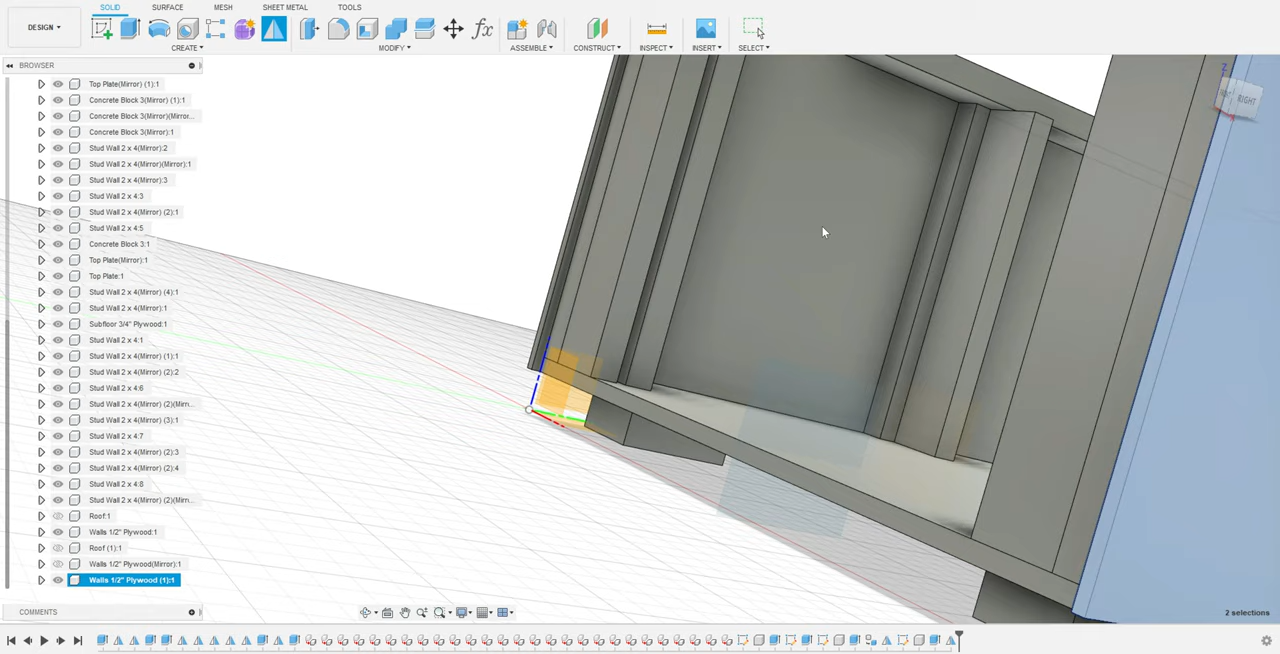 SOLID SURFACE MESH SHEET METAL TOOLS
DESIGN
CREATE MODIFY ASSEMBLE CONSTRUCT INSPECT INSERT SELECT
BROWSER
Top Plate(Mirror) (1):1
Concrete Block 3(Mirror) (1):1
Concrete Block 3(Mirror)(Mirror...
Concrete Block 3(Mirror):1
Stud Wall 2 x 4(Mirror):2
Stud Wall 2 x 4(Mirror)(Mirror):1
Stud Wall 2 x 4(Mirror):3
Stud Wall 2 x 4:3
Stud Wall 2 x 4(Mirror) (2):1
Stud Wall 2 x 4:5
Concrete Block 3:1
Top Plate(Mirror):1
Top Plate:1
Stud Wall 2 x 4(Mirror) (4):1
Stud Wall 2 x 4(Mirror):1
Subfloor 3/4" Plywood:1
Stud Wall 2 x 4:1
Stud Wall 2 x 4(Mirror) (1):1
Stud Wall 2 x 4(Mirror) (2):2
Stud Wall 2 x 4:6
Stud Wall 2 x 4(Mirror) (2)(Mirr...
Stud Wall 2 x 4(Mirror) (3):1
Stud Wall 2 x 4:7
Stud Wall 2 x 4(Mirror) (2):3
Stud Wall 2 x 4(Mirror) (2):4
Stud Wall 2 x 4:8
Stud Wall 2 x 4(Mirror) (2)(Mirr...
Roof:1
Walls 1/2" Plywood:1
Roof (1):1
Walls 1/2" Plywood(Mirror):1
Walls 1/2" Plywood (1):1
COMMENTS
Z
RIGHT
2 selections